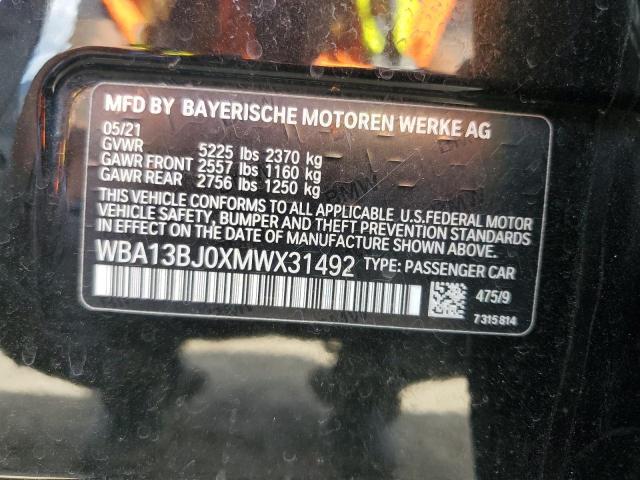 MFD BY BAYERISCHE MOTOREN WERKE AG
05/21
GVWR 5225 lbs 2370 kg
GAWR FRONT 2557 lbs 1160 kg
GAWR REAR 2756 lbs 1250 kg
THIS VEHICLE CONFORMS TO ALL APPLICABLE U.S.FEDERAL MOTOR
VEHICLE SAFETY, BUMPER AND THEFT PREVENTION STANDARDS
IN EFFECT ON THE DATE OF MANUFACTURE SHOWN ABOVE.
WBA13BJ0XMWX31492 TYPE: PASSENGER CAR
475/9
7315814